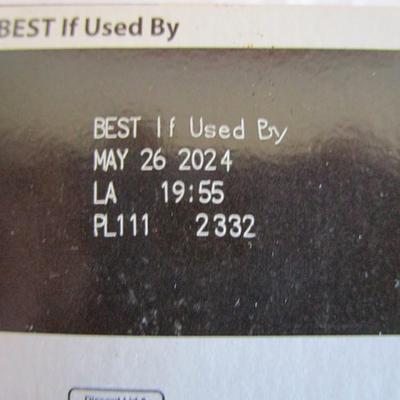 BEST If Used By
BEST If Used By
MAY 26 2024
LA 19:55
PL111 2332